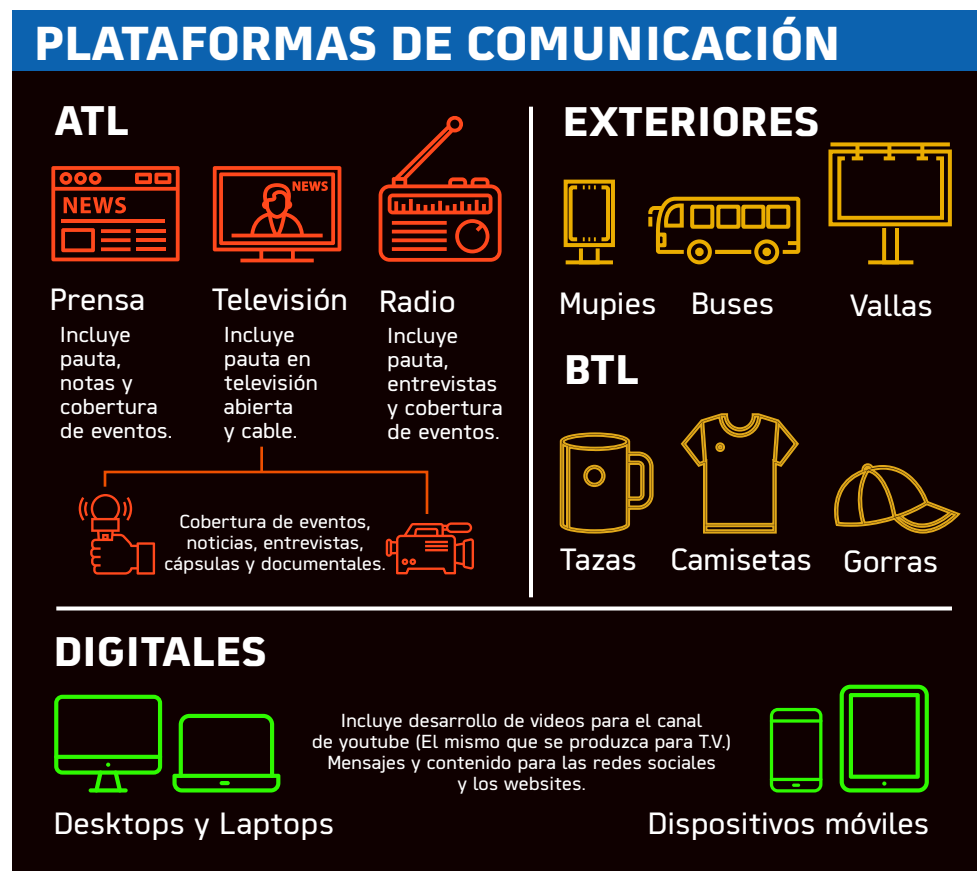 PLATAFORMAS DE COMUNICACIÓN
ATL
NEWS
NEWS
Prensa
Incluye
pauta,
notas y
cobertura
de eventos.
Televisión
Incluye
pauta en
televisión
abierta
y cable.
Radio
Incluye
pauta,
entrevistas
y cobertura
de eventos.
Cobertura de eventos,
noticias, entrevistas,
cápsulas y documentales.
EXTERIORES
Mupies
Buses
Vallas
BTL
Tazas
Camisetas
Gorras
DIGITALES
Desktops y Laptops
Incluye desarrollo de videos para el canal
de youtube (El mismo que se produzca para T.V.)
Mensajes y contenido para las redes sociales
y los websites.
Dispositivos móviles